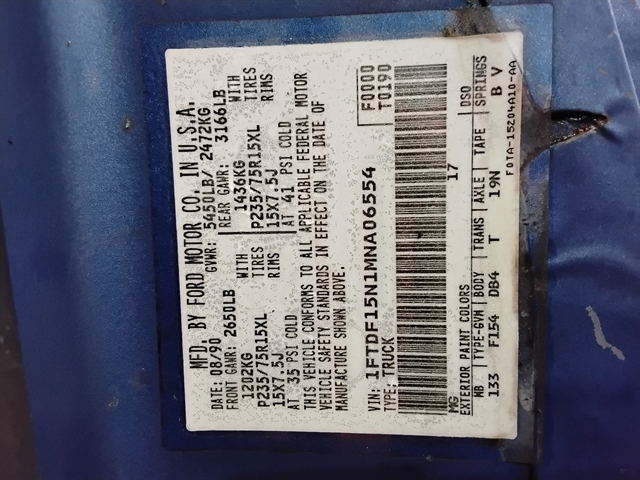 MFD. BY FORD MOTOR CO. IN U.S.A.
DATE: 08/90 GVWR: 5450LB/ 2472KG
FRONT GAWR: 2650LB REAR GAWR: 3166LB
1202KG WITH 1436KG WITH
P235/75R15XL TIRES P235/75R15XL TIRES
15X7.5J RIMS 15X7.5J RIMS
AT 35 PSI COLD AT 41 PSI COLD
THIS VEHICLE CONFORMS TO ALL APPLICABLE FEDERAL MOTOR
VEHICLE SAFETY STANDARDS IN EFFECT ON THE DATE OF
MANUFACTURE SHOWN ABOVE.
VIN: 1FTDF15N1MNA06554 F0000
TYPE: TRUCK T0190
17
MG
EXTERIOR PAINT COLORS DSO
WB TYPE-GVW BODY TRANS AXLE TAPE SPRINGS
133 F154 DB4 T 19N B V
FOTA-15204A10-AA